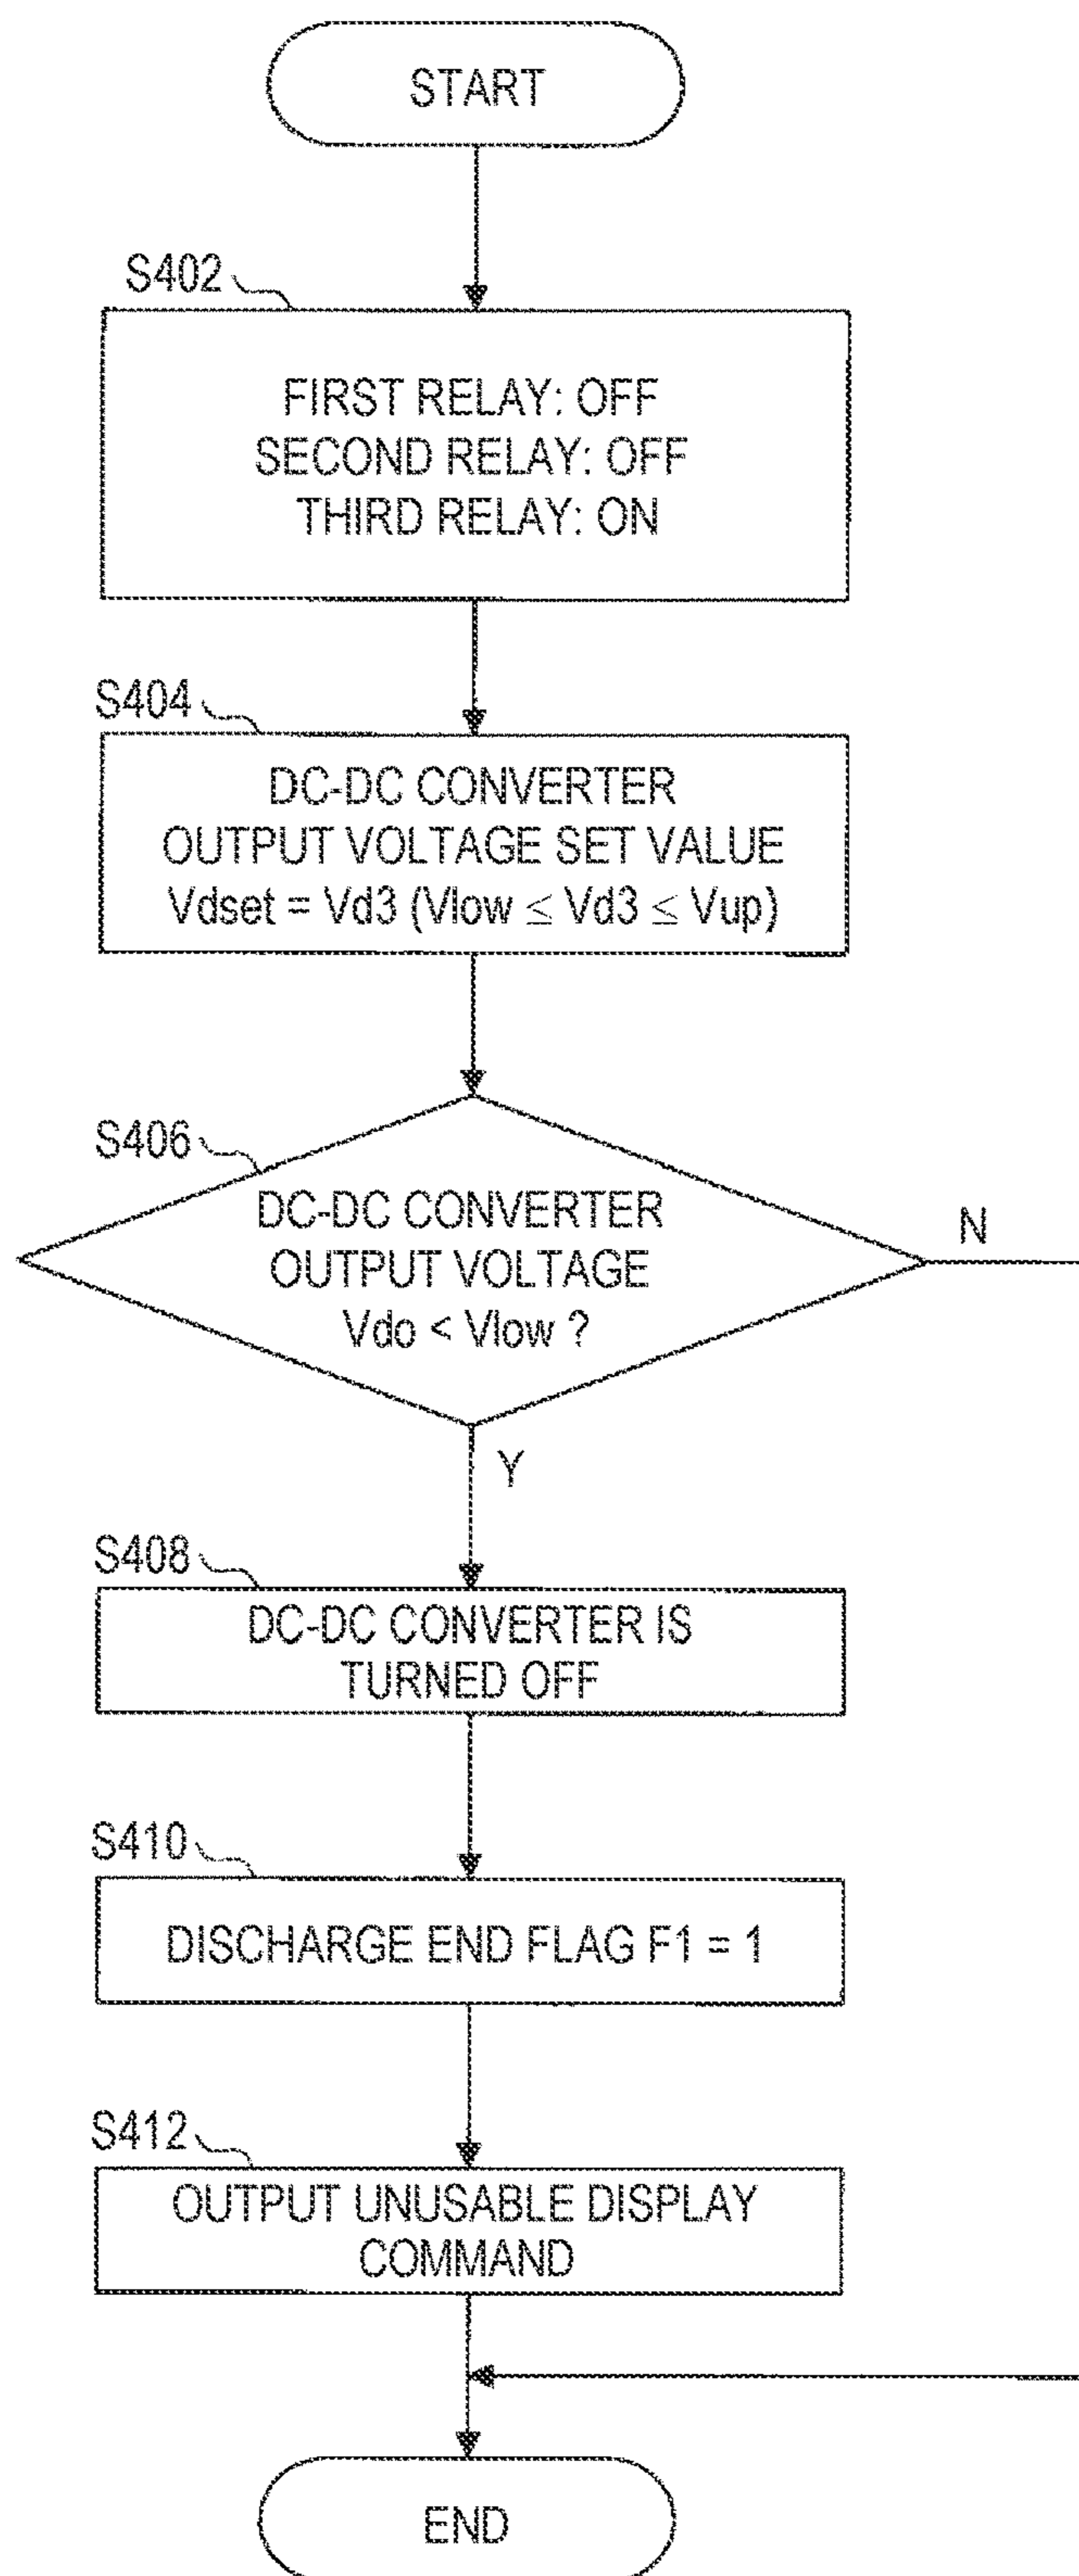 START
S402
FIRST RELAY: OFF
SECOND RELAY: OFF
THIRD RELAY: ON
S404
DC-DC CONVERTER
OUTPUT VOLTAGE SET VALUE
Vdset = Vd3 (Vlow ≤ Vd3 ≤ Vup)
S406
DC-DC CONVERTER
OUTPUT VOLTAGE
Vdo < Vlow ?
N
Y
S408
DC-DC CONVERTER IS
TURNED OFF
S410
DISCHARGE END FLAG F1 = 1
S412
OUTPUT UNUSABLE DISPLAY
COMMAND
END